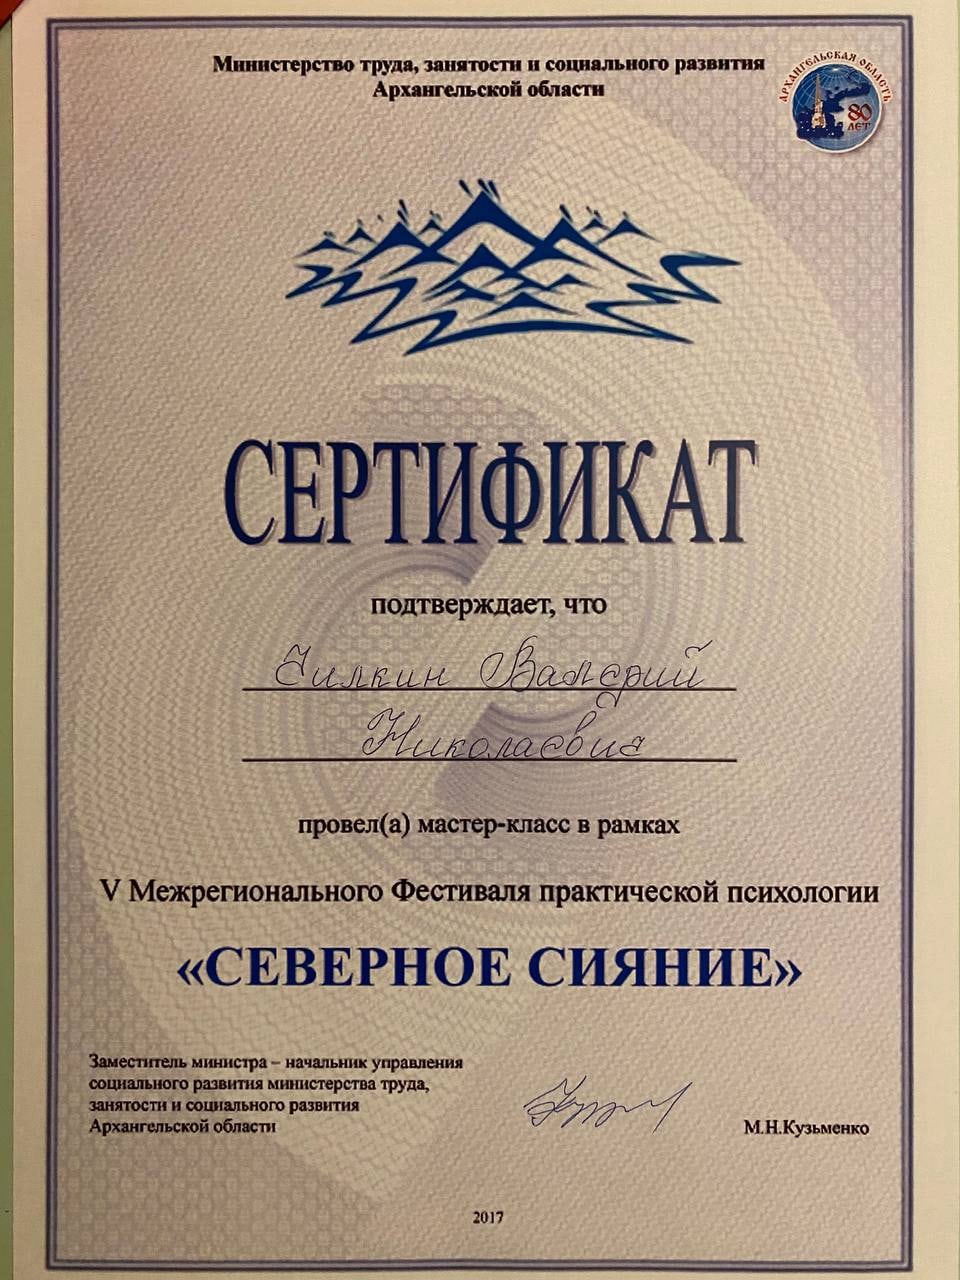 Министерство труда, занятости и социального развития
Архангельской области
АРХАНГЕЛЬСКАЯ ОБЛАСТЬ
80
ЛЕТ
СЕРТИФИКАТ
подтверждает, что
Чилкин Валерий
Николаевич
провел(а) мастер-класс в рамках
V Межрегионального Фестиваля практической психологии
«СЕВЕРНОЕ СИЯНИЕ»
Заместитель министра – начальник управления
социального развития министерства труда,
занятости и социального развития
Архангельской области
М.Н.Кузьменко
2017